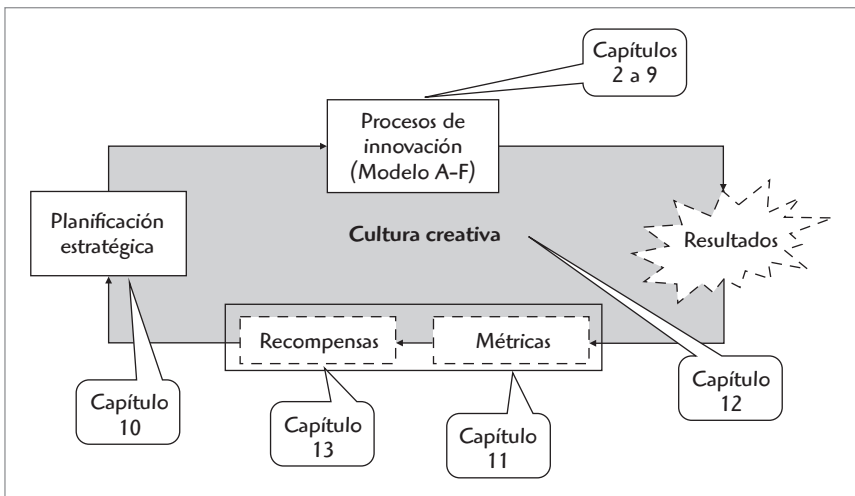 Capítulos
2 a 9
Procesos de
innovación
(Modelo A-F)
Planificación
estratégica
Cultura creativa
Resultados
Recompensas
Métricas
Capítulo
10
Capítulo
13
Capítulo
11
Capítulo
12